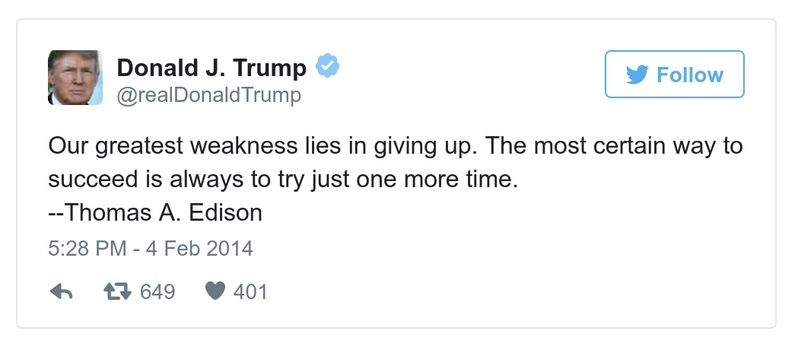 Donald J. Trump
@realDonaldTrump
Follow
Our greatest weakness lies in giving up. The most certain way to
succeed is always to try just one more time.
--Thomas A. Edison
5:28 PM - 4 Feb 2014
649 401